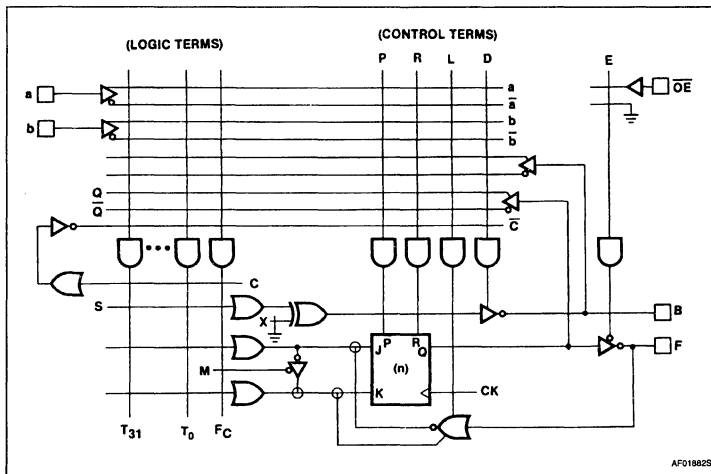 (LOGIC TERMS)
(CONTROL TERMS)
P R L D E
a
a
OE
a
b
b
b
Q
Q
C
C
S
X
B
P R
J Q
F
M
(n)
K
CK
T31 T0 FC
AF01882S